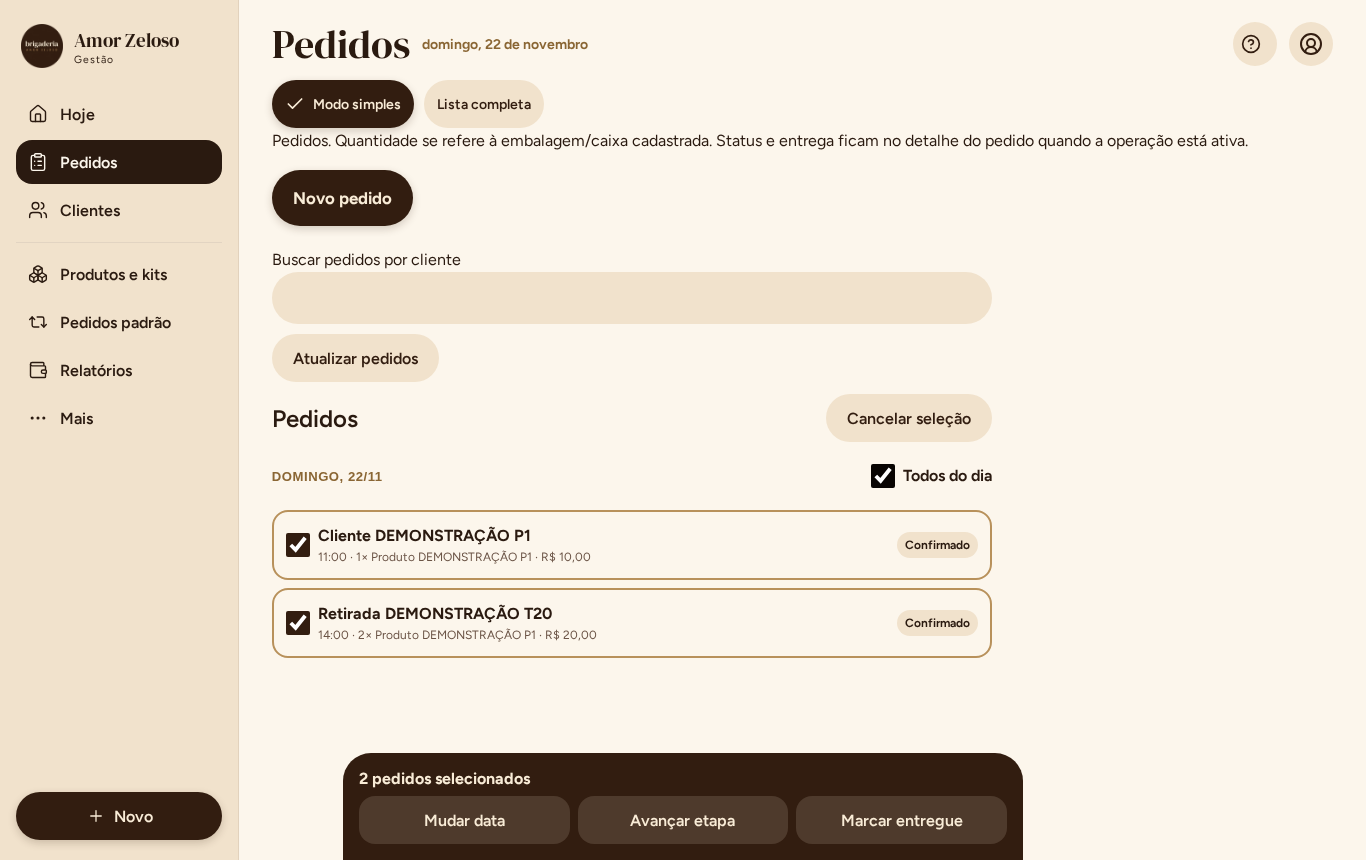 brigaderia
Amor Zeloso
Gestão
Hoje
Pedidos
Clientes
Produtos e kits
Pedidos padrão
Relatórios
Mais
Novo
Pedidos
domingo, 22 de novembro
Modo simples
Lista completa
Pedidos. Quantidade se refere à embalagem/caixa cadastrada. Status e entrega ficam no detalhe do pedido quando a operação está ativa.
Novo pedido
Buscar pedidos por cliente
Atualizar pedidos
Pedidos
Cancelar seleção
DOMINGO, 22/11
Todos do dia
Cliente DEMONSTRAÇÃO P1
11:00 · 1× Produto DEMONSTRAÇÃO P1 · R$ 10,00
Confirmado
Retirada DEMONSTRAÇÃO T20
14:00 · 2× Produto DEMONSTRAÇÃO P1 · R$ 20,00
Confirmado
2 pedidos selecionados
Mudar data
Avançar etapa
Marcar entregue